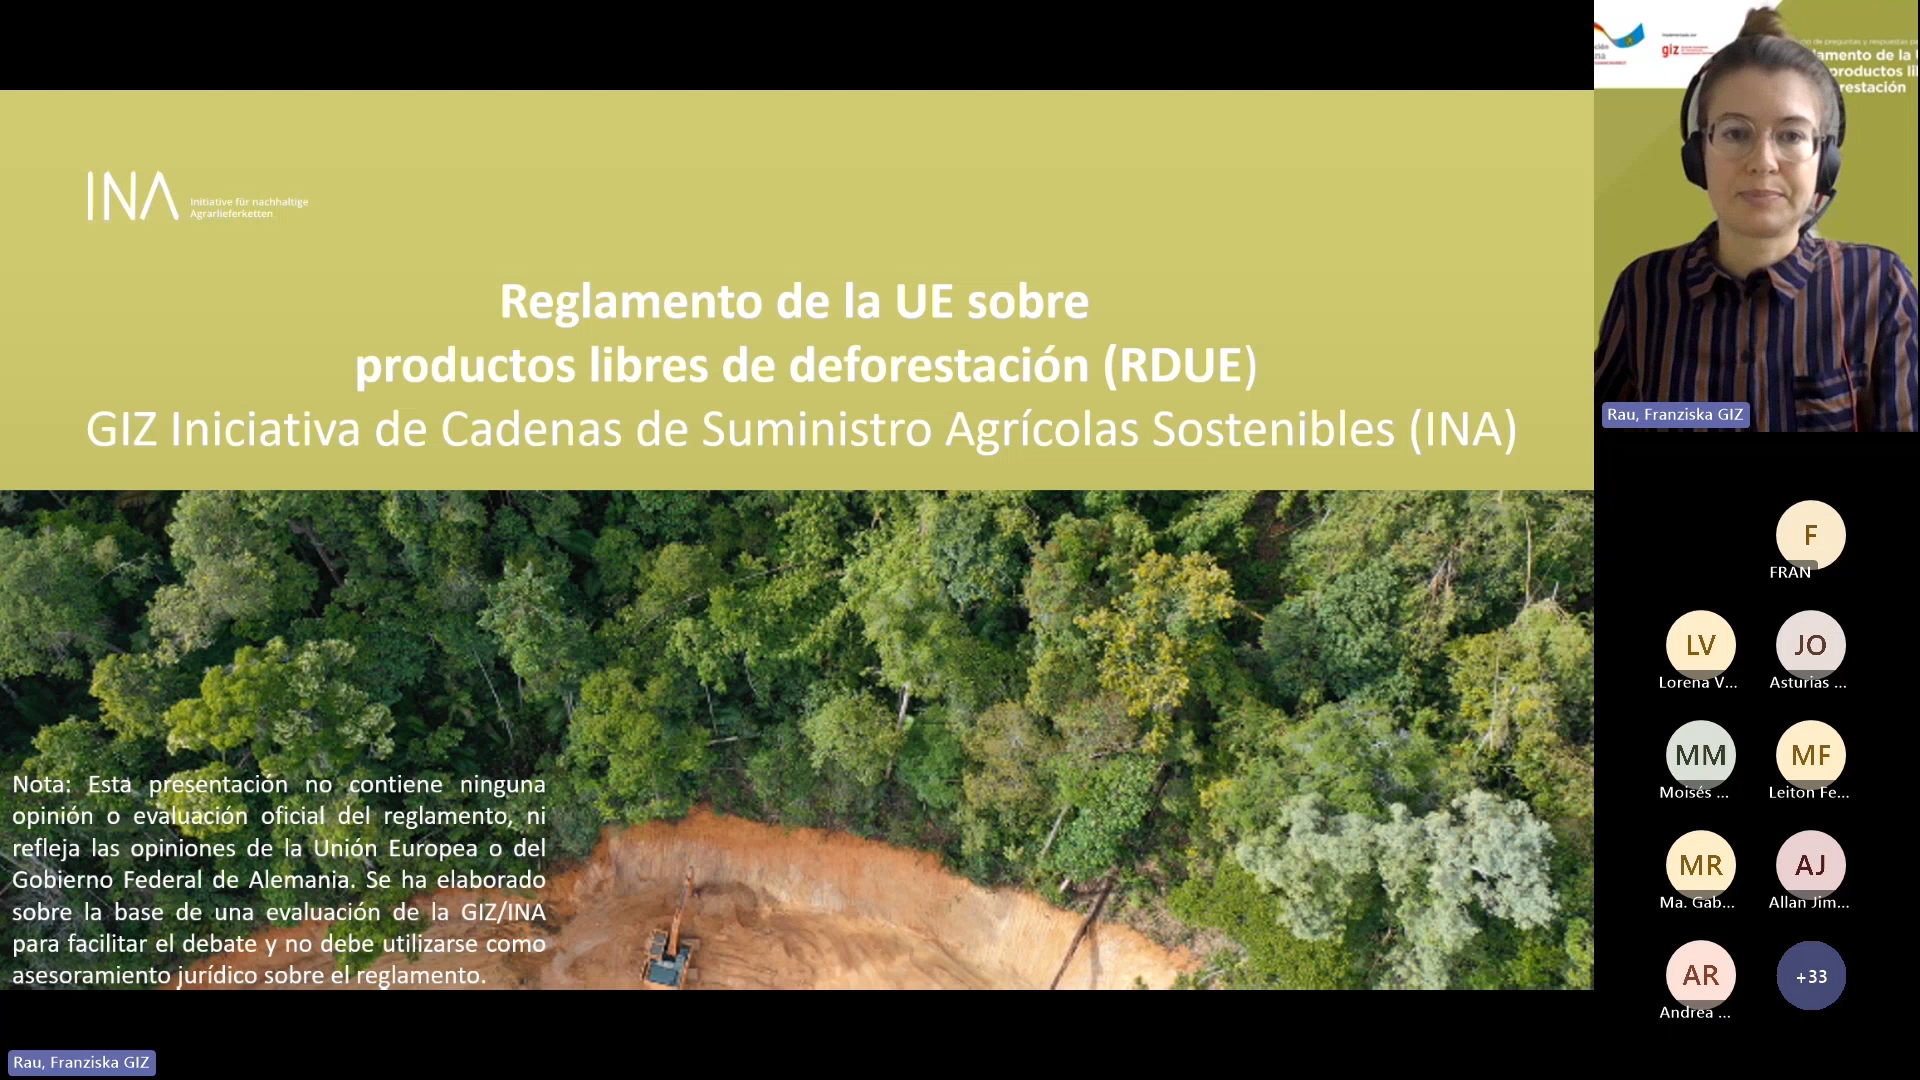 INA
Initiative für nachhaltige
Agrarlieferketten
Reglamento de la UE sobre
productos libres de deforestación (RDUE)
GIZ Iniciativa de Cadenas de Suministro Agrícolas Sostenibles (INA)
Nota: Esta presentación no contiene ninguna
opinión o evaluación oficial del reglamento, ni
refleja las opiniones de la Unión Europea o del
Gobierno Federal de Alemania. Se ha elaborado
sobre la base de una evaluación de la GIZ/INA
para facilitar el debate y no debe utilizarse como
asesoramiento jurídico sobre el reglamento.
Rau, Franziska GIZ
giz
productos
Rau, Franziska GIZ
F
FRAN
LV
JO
Lorena V...
Asturias ...
MM
MF
Moisés ...
Leiton Fe...
MR
AJ
Ma. Gab...
Allan Jim...
AR
+33
Andrea ...